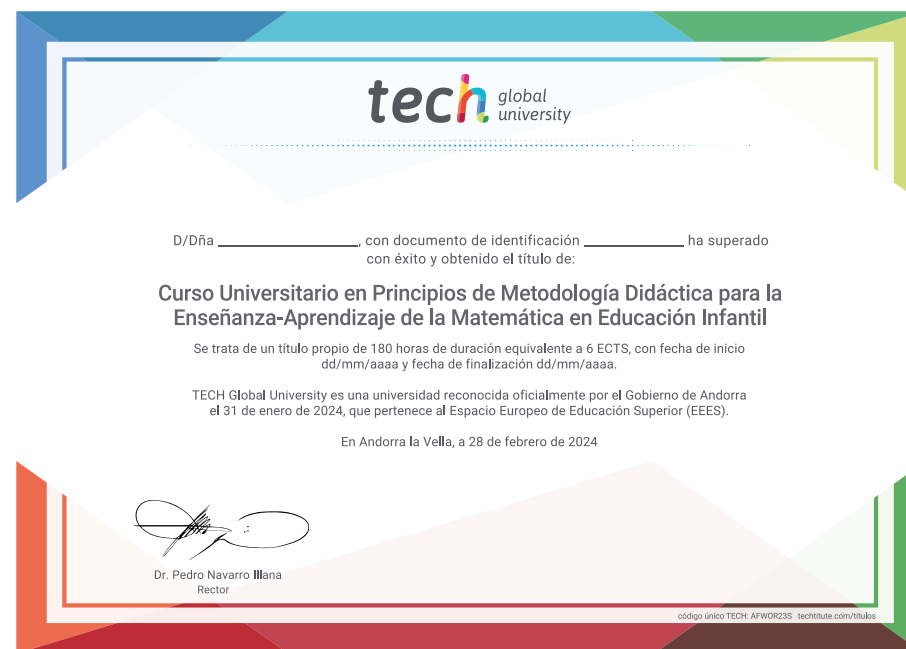 tech global university
D/Dña ____________________, con documento de identificación ______________ ha superado
con éxito y obtenido el título de:
Curso Universitario en Principios de Metodología Didáctica para la
Enseñanza-Aprendizaje de la Matemática en Educación Infantil
Se trata de un título propio de 180 horas de duración equivalente a 6 ECTS, con fecha de inicio
dd/mm/aaaa y fecha de finalización dd/mm/aaaa.
TECH Global University es una universidad reconocida oficialmente por el Gobierno de Andorra
el 31 de enero de 2024, que pertenece al Espacio Europeo de Educación Superior (EEES).
En Andorra la Vella, a 28 de febrero de 2024
Dr. Pedro Navarro Illana
Rector
código único TECH: AFWOR23S techtitute.com/titulos